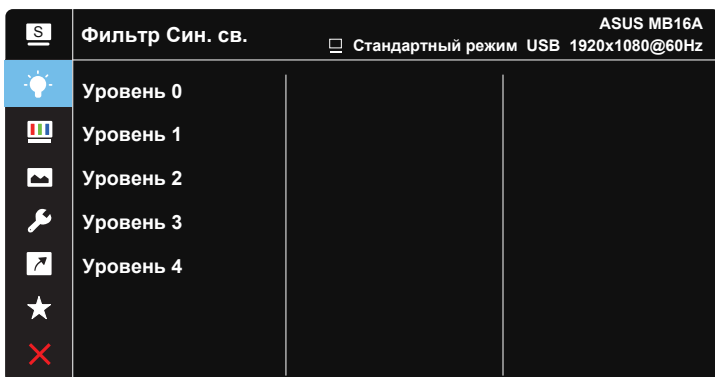 S
Фильтр Син. св.
ASUS MB16A
Стандартный режим USB 1920x1080@60Hz
Уровень 0
Уровень 1
Уровень 2
Уровень 3
Уровень 4